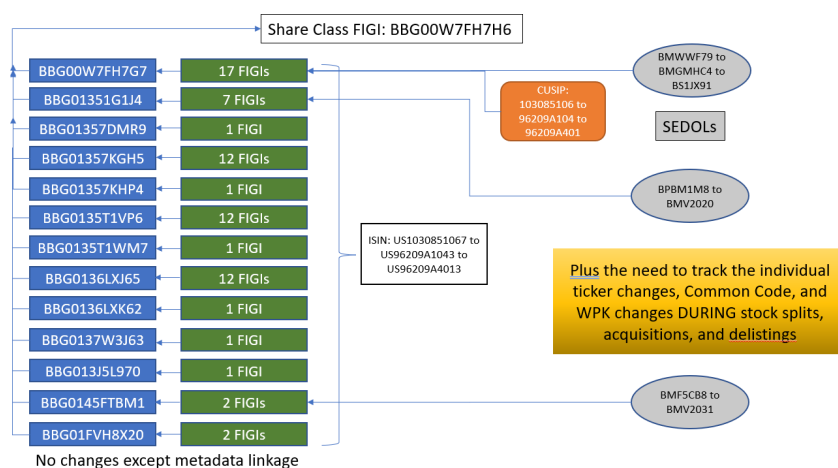 Share Class FIGI: BBG00W7FH7H6
BBG00W7FH7G7
17 FIGIs
BBG01351G1J4
7 FIGIs
BBG01357DMR9
1 FIGI
BBG01357KGH5
12 FIGIs
BBG01357KHP4
1 FIGI
BBG0135T1VP6
12 FIGIs
BBG0135T1WM7
1 FIGI
BBG0136LXJ65
12 FIGIs
BBG0136LXK62
1 FIGI
BBG0137W3J63
1 FIGI
BBG013J5L970
1 FIGI
BBG0145FTBM1
2 FIGIs
BBG01FVH8X20
2 FIGIs
No changes except metadata linkage
ISIN: US1030851067 to
US96209A1043 to
US96209A4013
CUSIP:
103085106 to
96209A104 to
96209A401
BMWWF79 to
BMGMHC4 to
BS1JX91
SEDOLs
BPBM1M8 to
BMV2020
Plus the need to track the individual
ticker changes, Common Code, and
WPK changes DURING stock splits,
acquisitions, and delistings
BMF5CB8 to
BMV2031